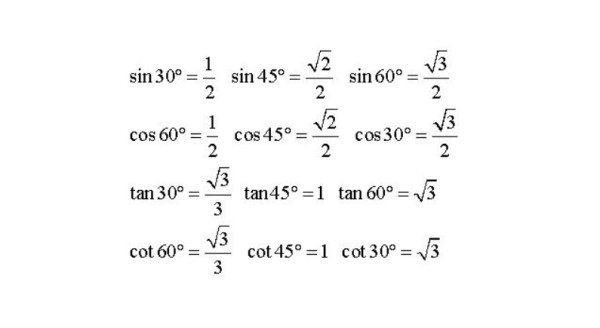 sin 30° = 1/2 sin 45° = √2/2 sin 60° = √3/2
cos 60° = 1/2 cos 45° = √2/2 cos 30° = √3/2
tan 30° = √3/3 tan 45° = 1 tan 60° = √3
cot 60° = √3/3 cot 45° = 1 cot 30° = √3